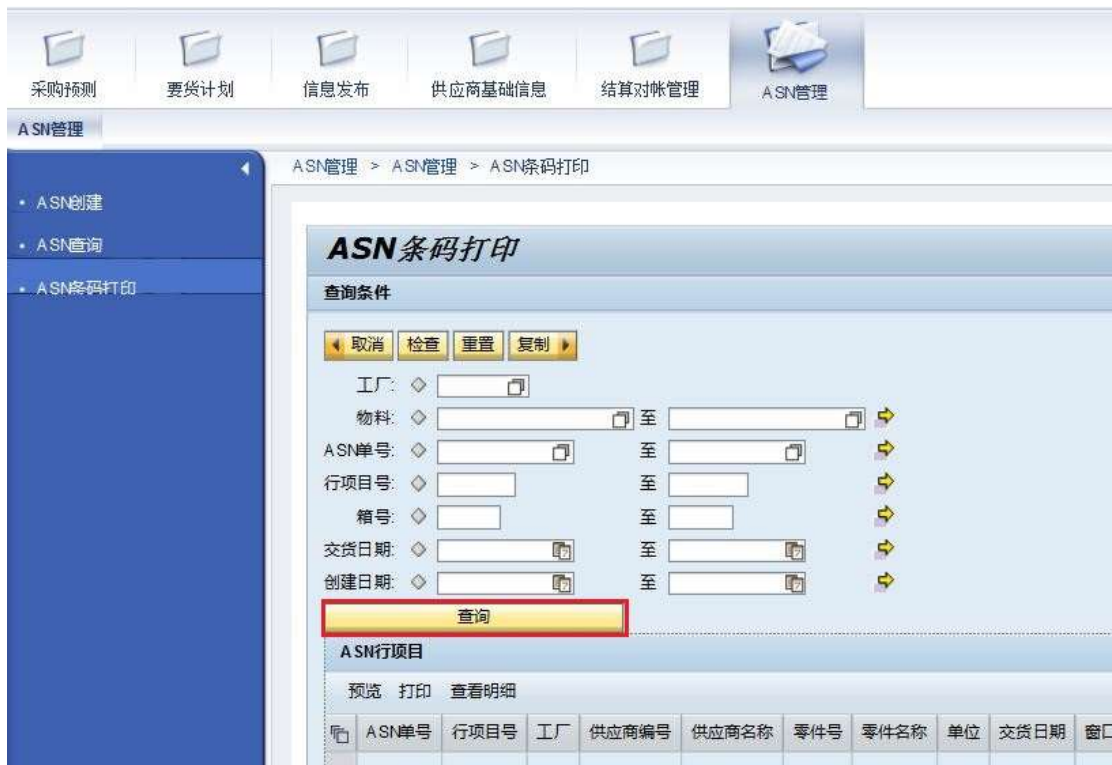 采购预测 要货计划 信息发布 供应商基础信息 结算对帐管理 ASN管理
ASN管理
ASN管理 > ASN管理 > ASN条码打印
• ASN创建
• ASN查询
• ASN条码打印
ASN条码打印
查询条件
取消 检查 重置 复制
工厂:
物料: 至
ASN单号: 至
行项目号: 至
箱号: 至
交货日期: 至
创建日期: 至
查询
ASN行项目
预览 打印 查看明细
ASN单号 行项目号 工厂 供应商编号 供应商名称 零件号 零件名称 单位 交货日期 窗口